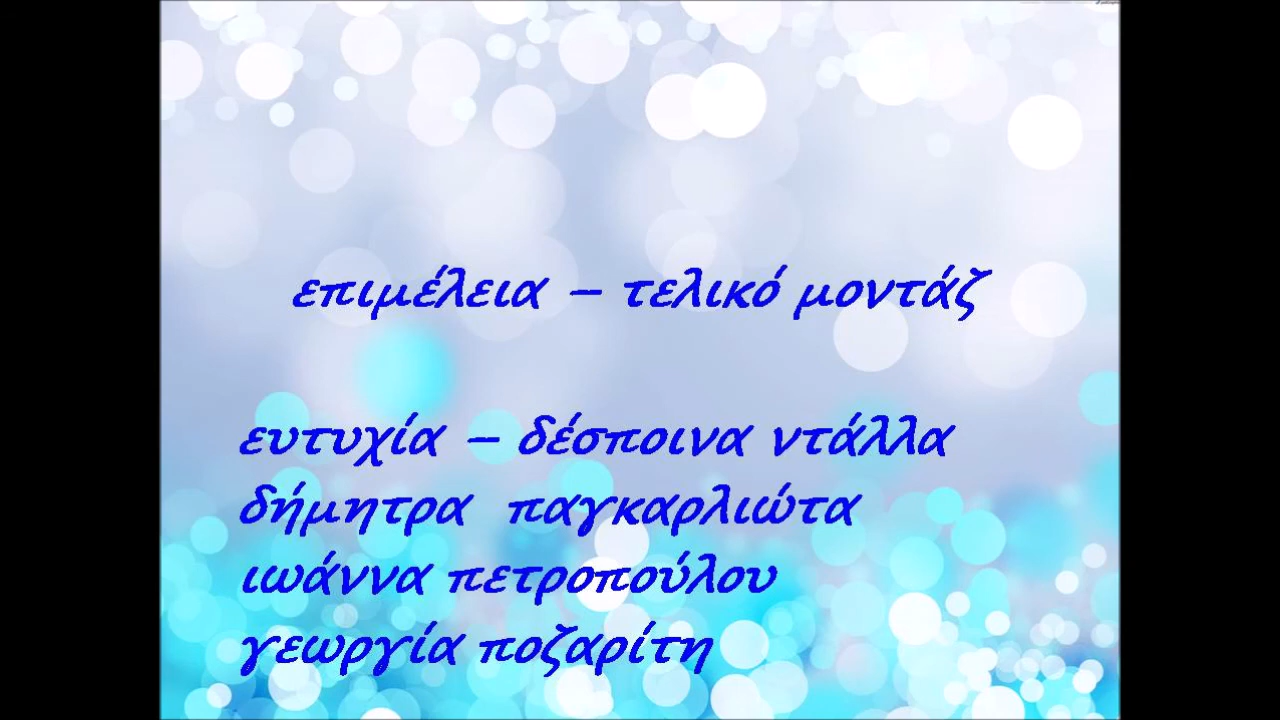 επιμέλεια – τελικό μοντάζ
ευτυχία – δέσποινα ντάλλα
δήμητρα παγκαρλιώτα
ιωάννα πετροπούλου
γεωργία ποζαρίτη